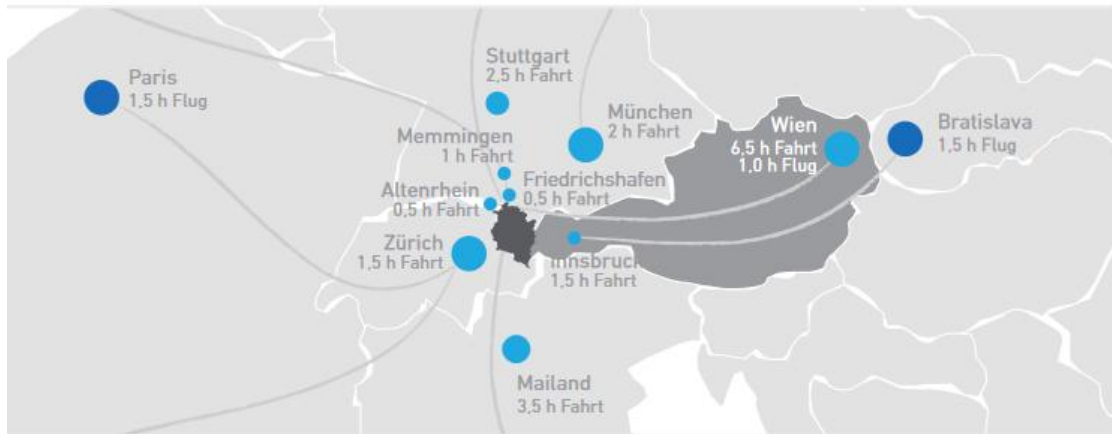 Paris
1,5 h Flug
Stuttgart
2,5 h Fahrt
München
2 h Fahrt
Memmingen
1 h Fahrt
Wien
6,5 h Fahrt
1,0 h Flug
Bratislava
1,5 h Flug
Altenrhein
0,5 h Fahrt
Friedrichshafen
0,5 h Fahrt
Zürich
1,5 h Fahrt
Innsbruck
1,5 h Fahrt
Mailand
3,5 h Fahrt